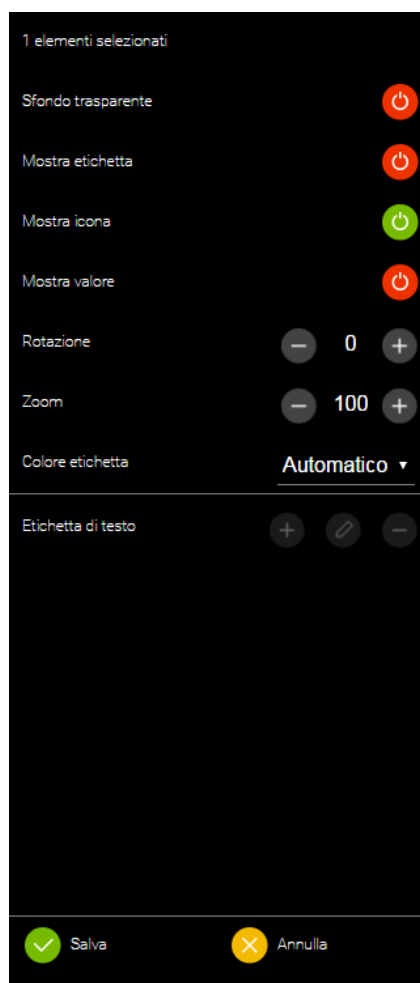 1 elementi selezionati
Sfondo trasparente
Mostra etichetta
Mostra icona
Mostra valore
Rotazione 0
Zoom 100
Colore etichetta Automatico
Etichetta di testo
Salva Annulla